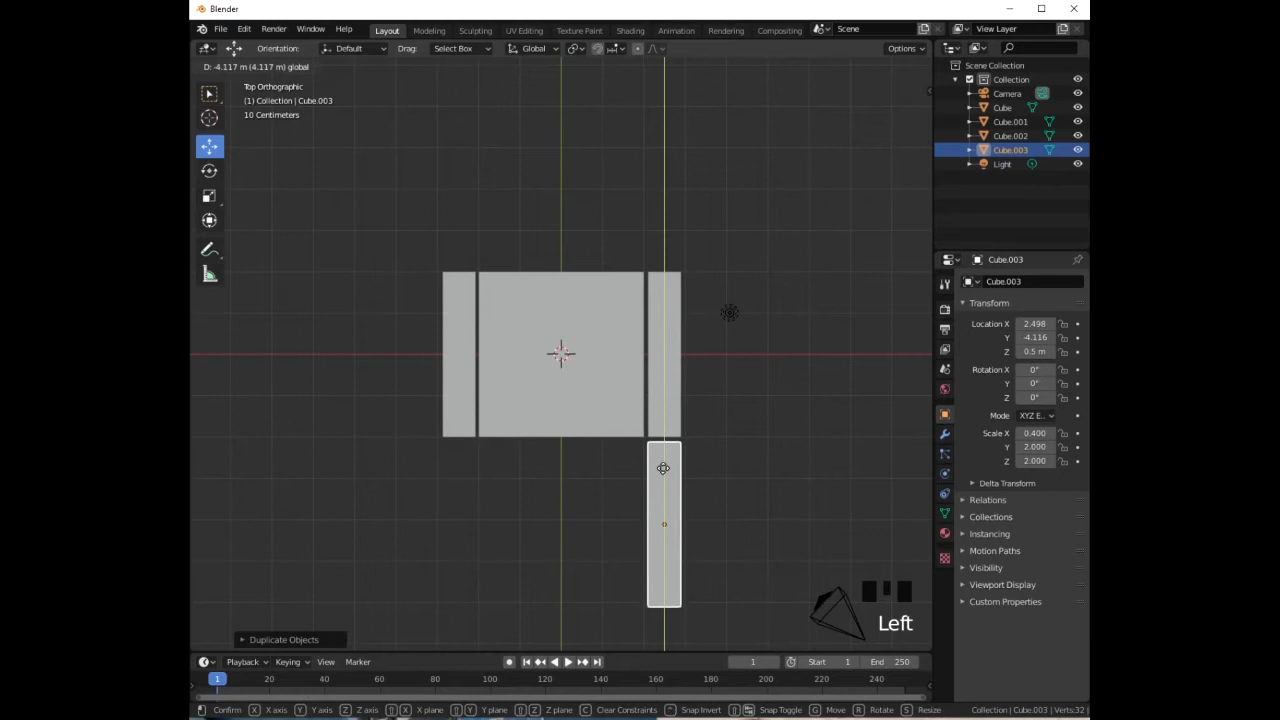 Blender
File Edit Render Window Help Layout Modeling Sculpting UV Editing Texture Paint Shading Animation Rendering Compositing Scene View Layer
Orientation: Default Drag: Select Box Global Options
D: -4.117 m (4.117 m) global
Top Orthographic
(1) Collection | Cube.003
10 Centimeters
Scene Collection
Collection
Camera
Cube
Cube.001
Cube.002
Cube.003
Light
Cube.003
Cube.003
Transform
Location X 2.498
Y -4.116
Z 0.5 m
Rotation X 0°
Y 0°
Z 0°
Mode XYZ E..
Scale X 0.400
Y 2.000
Z 2.000
Delta Transform
Relations
Collections
Instancing
Motion Paths
Visibility
Viewport Display
Custom Properties
Left
Duplicate Objects
Playback Keying View Marker 1 Start 1 End 250
1 20 40 60 80 100 120 140 160 180 200 220 240
Confirm X X axis Y Y axis Z Z axis X X plane Y Y plane Z Z plane C Clear Constraints Snap Invert Snap Toggle G Move R Rotate S Resize Collection | Cube.003 | Verts:32 |